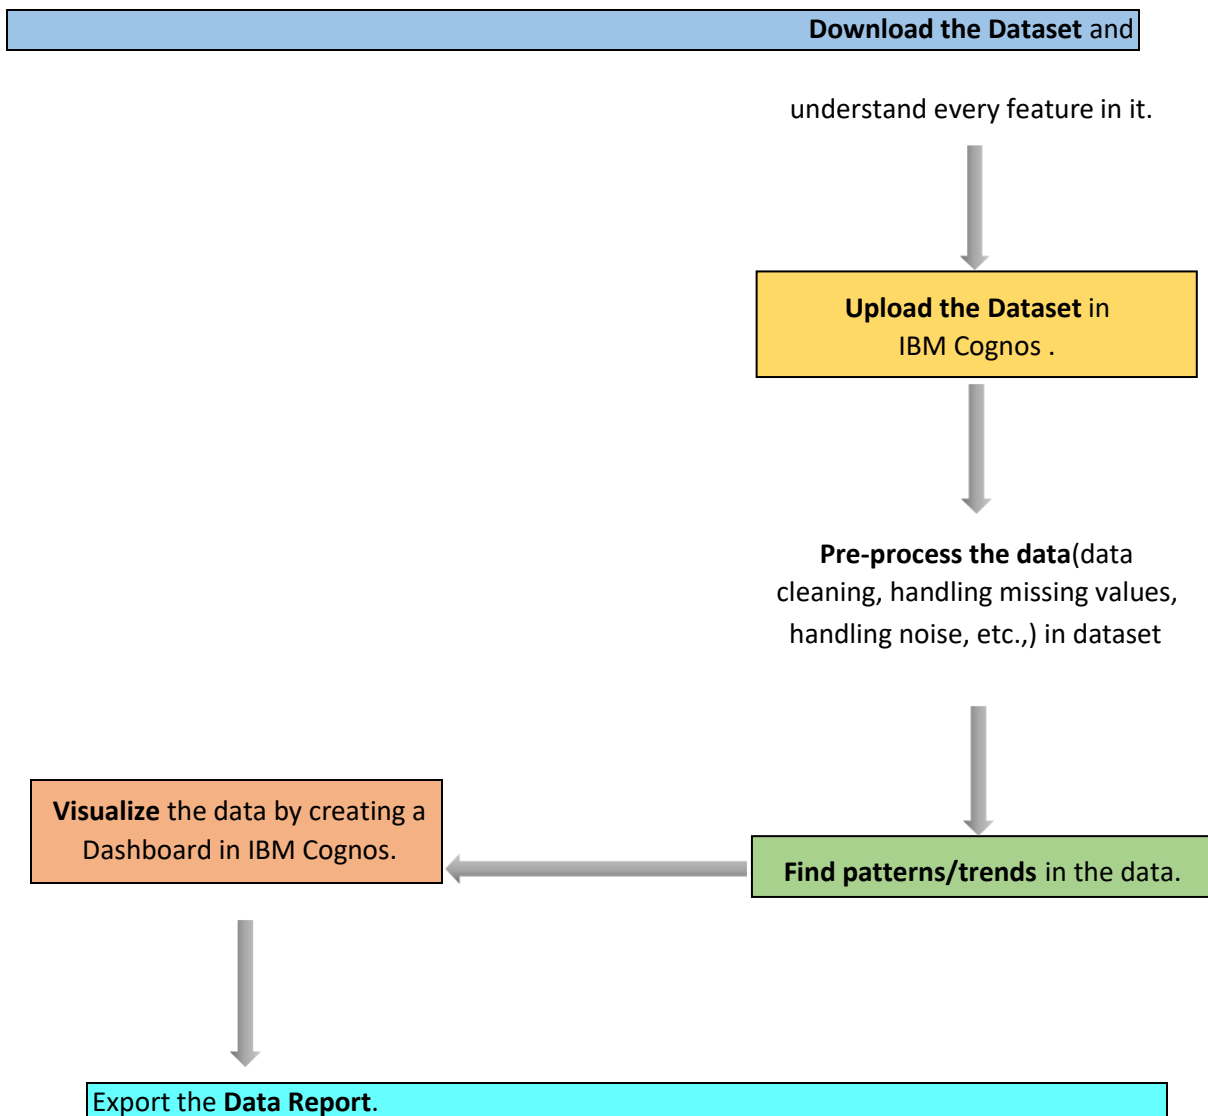 Download the Dataset and
understand every feature in it.
Upload the Dataset in
IBM Cognos .
Pre-process the data(data
cleaning, handling missing values,
handling noise, etc.,) in dataset
Find patterns/trends in the data.
Visualize the data by creating a
Dashboard in IBM Cognos.
Export the Data Report.